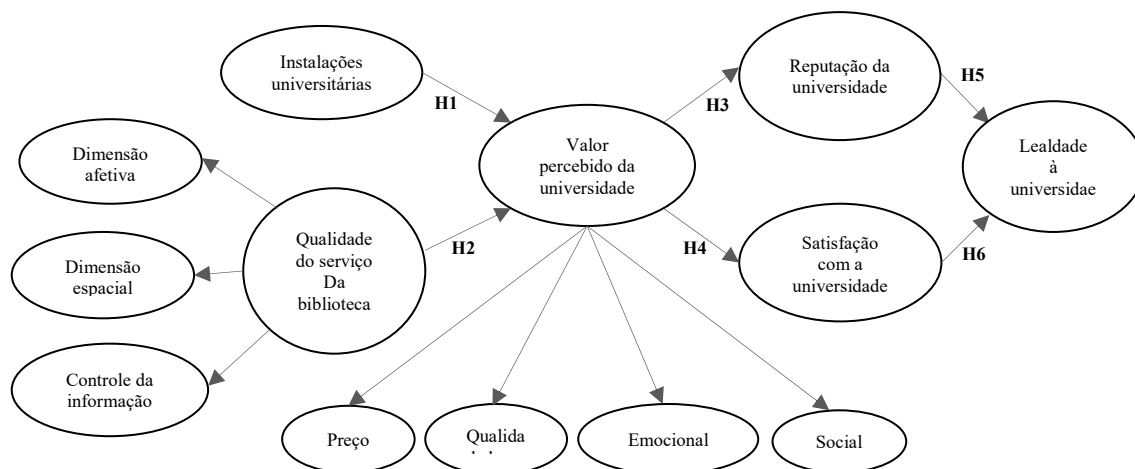 Instalações
universitárias
H1
Dimensão
afetiva
Dimensão
espacial
Controle da
informação
Qualidade
do serviço
Da
biblioteca
H2
Valor
percebido da
universidade
H3
H4
Reputação da
universidade
Satisfação
com a
universidade
H5
H6
Lealdade
à
universidae
Preço
Qualida
Emocional
Social